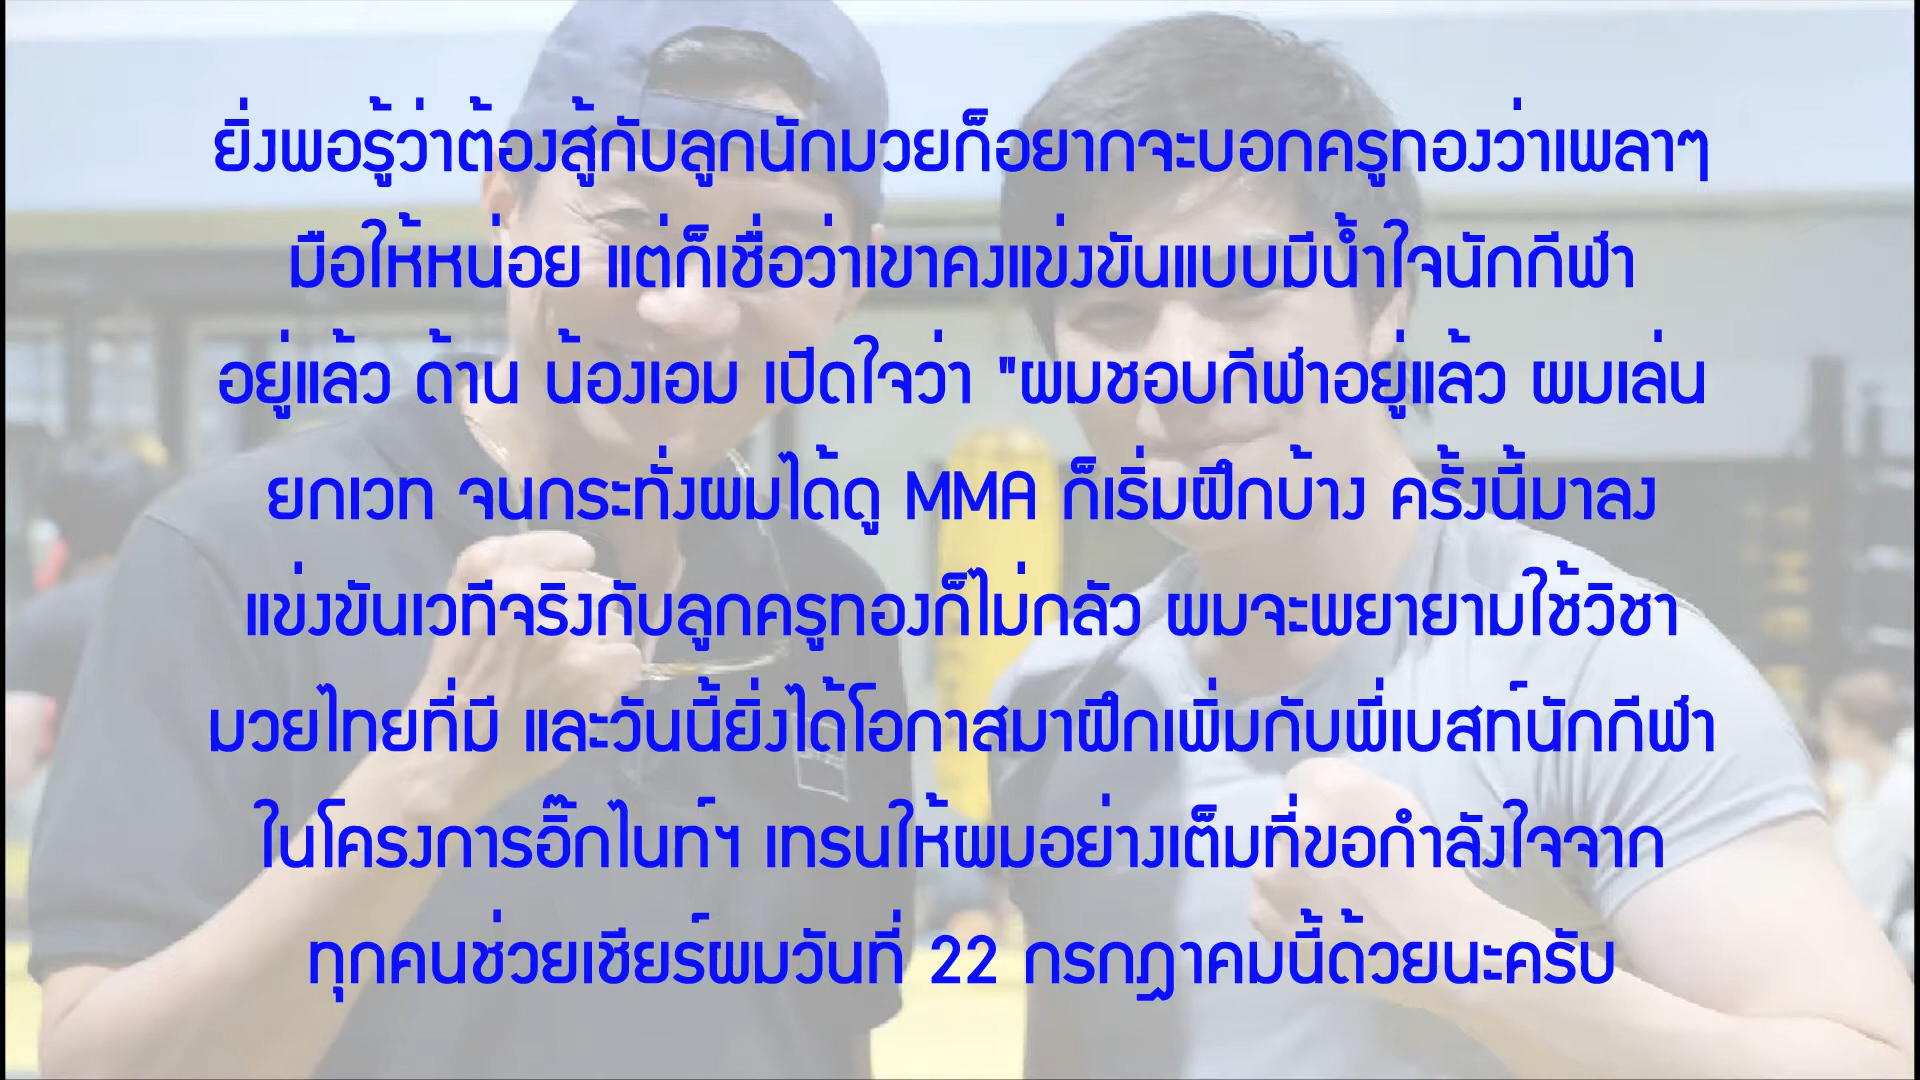 ยิ่งพอรู้ว่าต้องสู้กับลูกนักมวยก็อยากจะบอกครูทองว่าเพลาๆ
มือให้หน่อย แต่ก็เชื่อว่าเขาคงแข่งขันแบบมีน้ำใจนักกีฬา
อยู่แล้ว ด้าน น้องเอม เปิดใจว่า "ผมชอบกีฬาอยู่แล้ว ผมเล่น
ยกเวท จนกระทั่งผมได้ดู MMA ก็เริ่มฝึกบ้าง ครั้งนี้มาลง
แข่งขันเวทีจริงกับลูกครูทองก็ไม่กลัว ผมจะพยายามใช้วิชา
มวยไทยที่มี และวันนี้ยิ่งได้โอกาสมาฝึกเพิ่มกับพี่เบสท์นักกีฬา
ในโครงการอิ๊กไนท์ฯ เทรนให้ผมอย่างเต็มที่ขอกำลังใจจาก
ทุกคนช่วยเชียร์ผมวันที่ 22 กรกฎาคมนี้ด้วยนะครับ